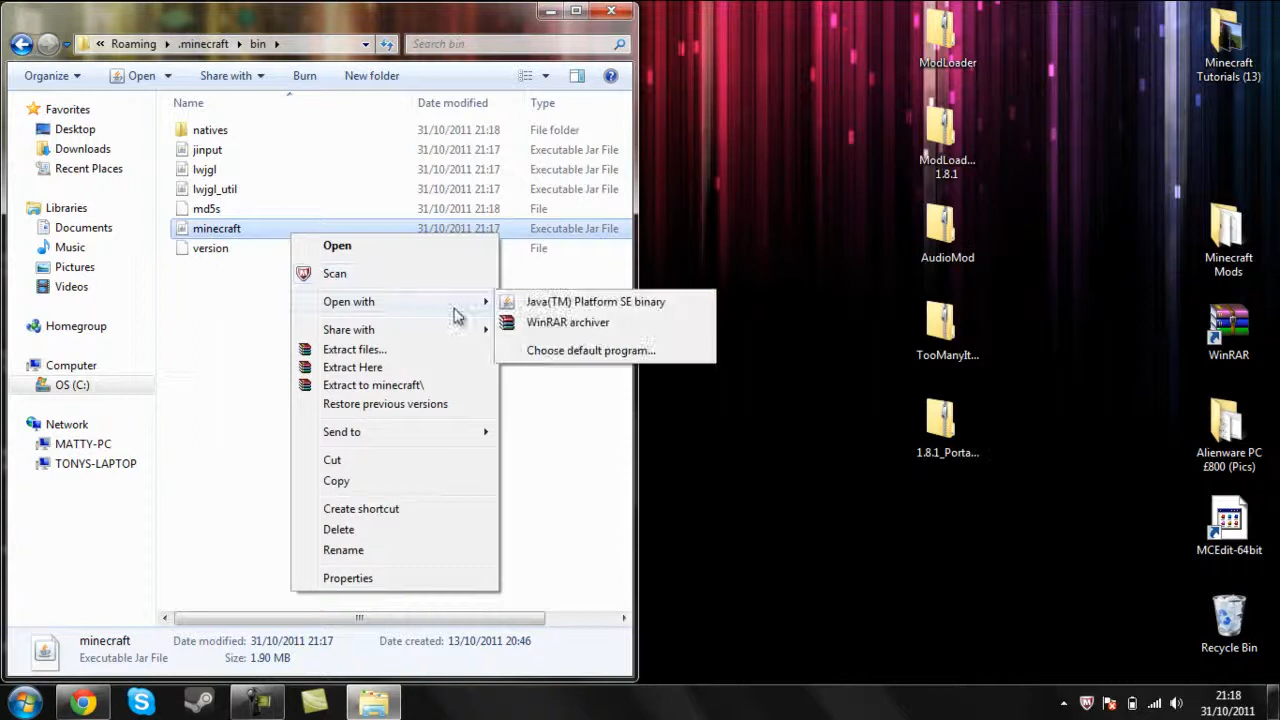 Roaming
.minecraft
bin
Search bin
Organize
Open
Share with
Burn
New folder
Favorites
Desktop
Downloads
Recent Places
Libraries
Documents
Music
Pictures
Videos
Homegroup
Computer
OS (C:)
Network
MATTY-PC
TONYS-LAPTOP
Name Date modified Type
natives 31/10/2011 21:18 File folder
jinput 31/10/2011 21:17 Executable Jar File
lwjgl 31/10/2011 21:17 Executable Jar File
lwjgl_util 31/10/2011 21:17 Executable Jar File
md5s 31/10/2011 21:18 File
minecraft 31/10/2011 21:17 Executable Jar File
version File
Open
Scan
Open with
Share with
Extract files...
Extract Here
Extract to minecraft\
Restore previous versions
Send to
Cut
Copy
Create shortcut
Delete
Rename
Properties
Java(TM) Platform SE binary
WinRAR archiver
Choose default program...
minecraft Date modified: 31/10/2011 21:17 Date created: 13/10/2011 20:46
Executable Jar File Size: 1.90 MB
ModLoader
ModLoad...
1.8.1
AudioMod
TooManyIt...
1.8.1_Porta...
Minecraft
Tutorials (13)
Minecraft
Mods
WinRAR
Alienware PC
£800 (Pics)
MCEdit-64bit
Recycle Bin
21:18
31/10/2011